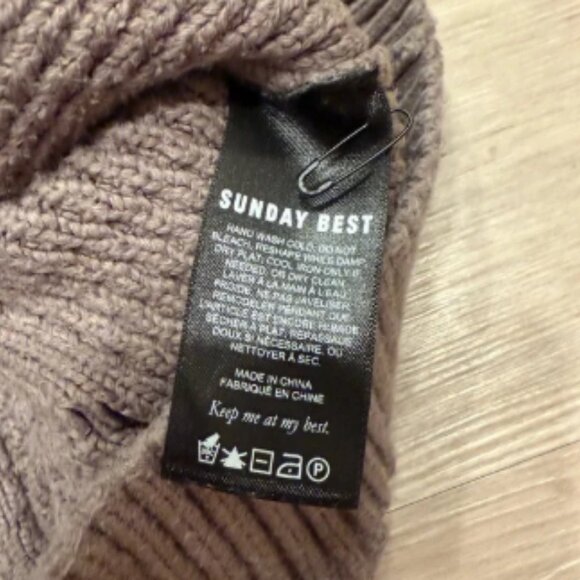 SUNDAY BEST
HAND WASH COLD. DO NOT
BLEACH. RESHAPE WHILE DAMP.
DRY FLAT. COOL IRON ONLY IF
NEEDED. OR DRY CLEAN.
LAVER À LA MAIN À L'EAU
FROIDE. NE PAS JAVELISER.
REMODELER PENDANT QUE
L'ARTICLE EST ENCORE HUMIDE.
SÉCHER À PLAT, REPASSAGE
DOUX SI NÉCESSAIRE, OU
NETTOYER À SEC.
MADE IN CHINA
FABRIQUÉ EN CHINE
Keep me at my best.
P